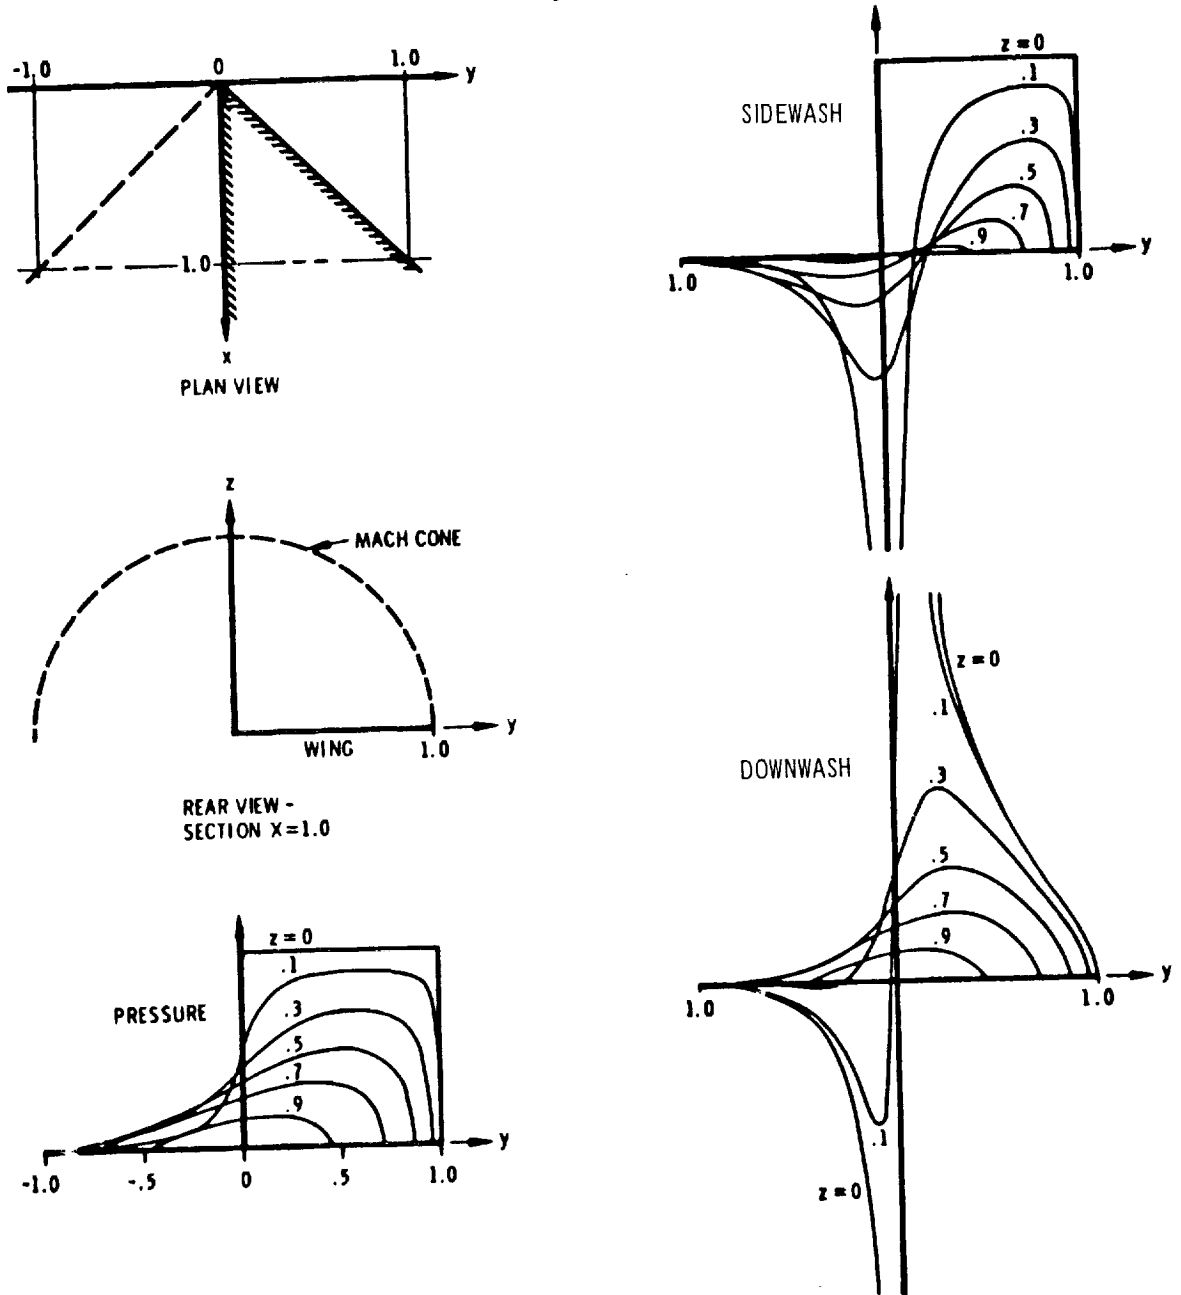 -1.0
0
1.0
y
1.0
x
PLAN VIEW
z
MACH CONE
y
WING
1.0
REAR VIEW -
SECTION X=1.0
z=0
.1
PRESSURE
.3
.5
.7
.9
y
-1.0
-.5
0
.5
1.0
z=0
.1
SIDEWASH
.3
.5
.7
.9
y
1.0
1.0
z=0
.1
DOWNWASH
.3
.5
.7
.9
y
1.0
1.0
.1
z=0